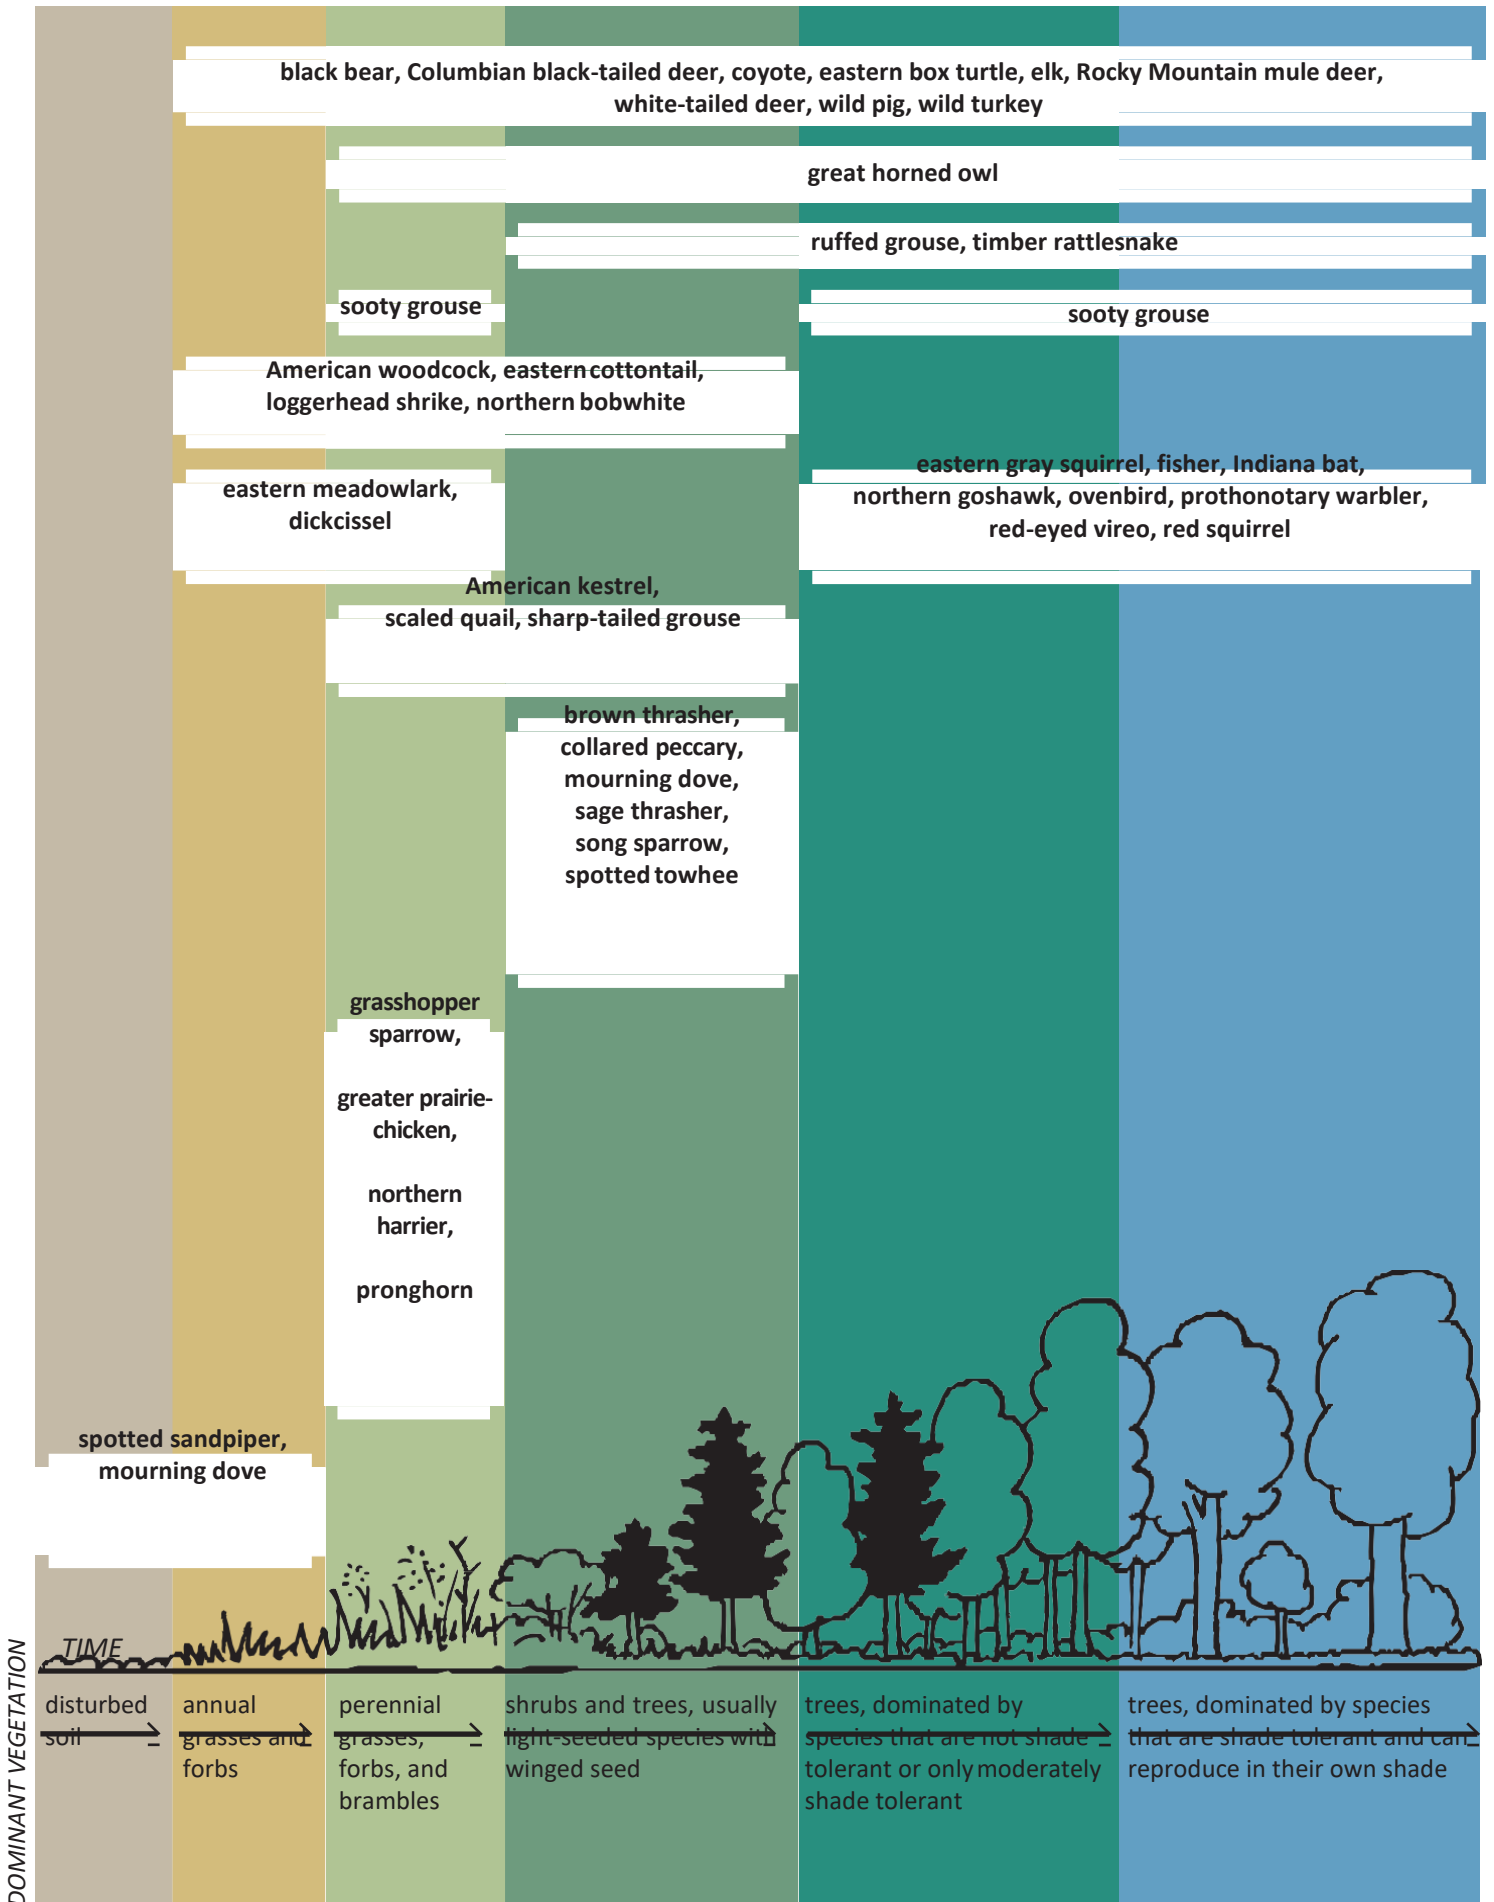 black bear, Columbian black-tailed deer, coyote, eastern box turtle, elk, Rocky Mountain mule deer,
white-tailed deer, wild pig, wild turkey
great horned owl
ruffed grouse, timber rattlesnake
sooty grouse
sooty grouse
American woodcock, eastern cottontail,
loggerhead shrike, northern bobwhite
eastern meadowlark,
dickcissel
eastern gray squirrel, fisher, Indiana bat,
northern goshawk, ovenbird, prothonotary warbler,
red-eyed vireo, red squirrel
American kestrel,
scaled quail, sharp-tailed grouse
brown thrasher,
collared peccary,
mourning dove,
sage thrasher,
song sparrow,
spotted towhee
grasshopper
sparrow,
greater prairie-
chicken,
northern
harrier,
pronghorn
spotted sandpiper,
mourning dove
TIME
DOMINANT VEGETATION
disturbed
soil
annual
grasses and
forbs
perennial
grasses,
forbs, and
brambles
shrubs and trees, usually
light-seeded species with
winged seed
trees, dominated by
species that are not shade
tolerant or only moderately
shade tolerant
trees, dominated by species
that are shade tolerant and can
reproduce in their own shade